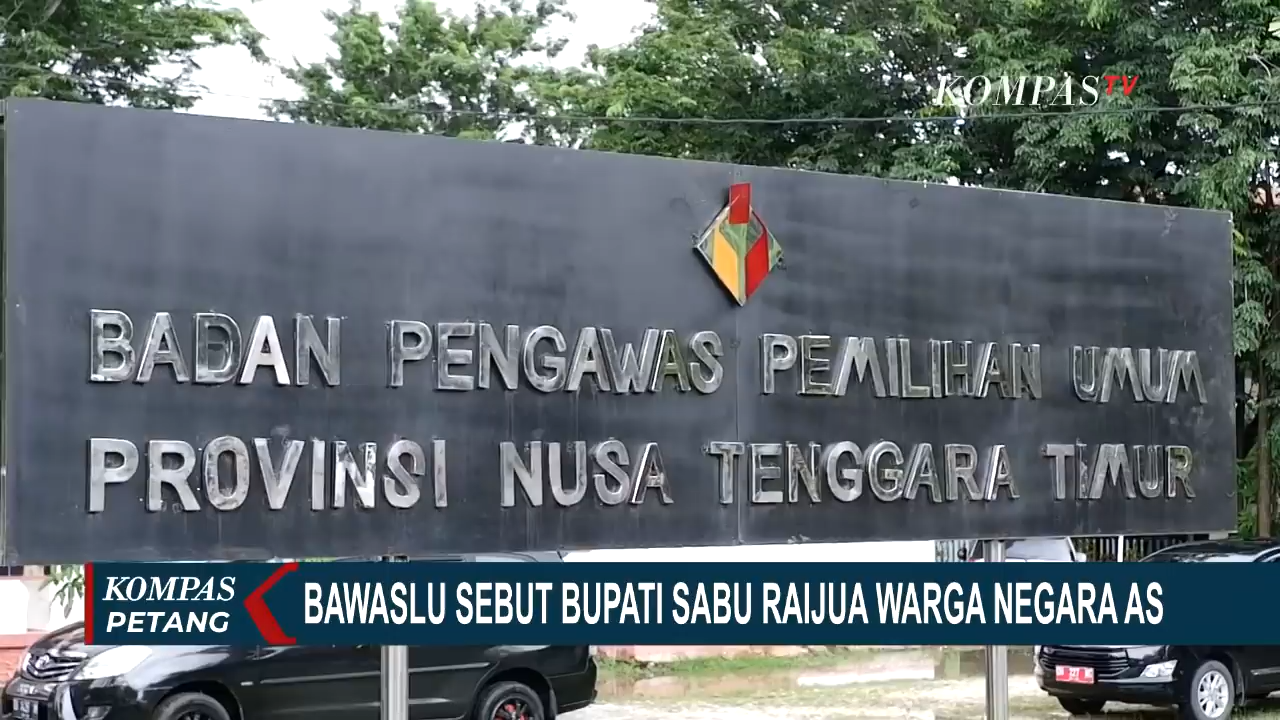 KOMPASTV
BADAN PENGAWAS PEMILIHAN UMUM
PROVINSI NUSA TENGGARA TIMUR
KOMPAS
PETANG
BAWASLU SEBUT BUPATI SABU RAIJUA WARGA NEGARA AS